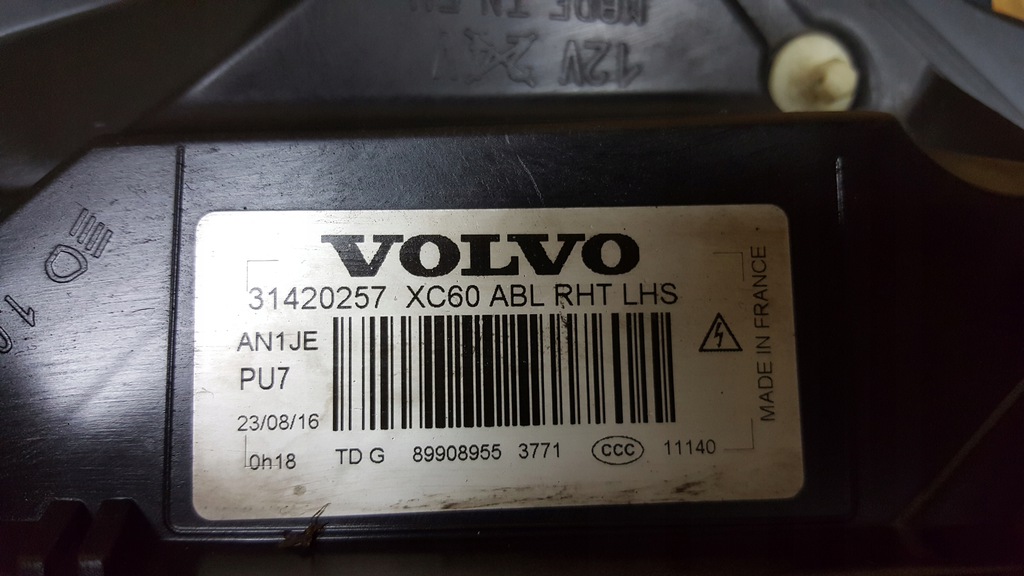 MADE IN
12V 24V
VOLVO
31420257 XC60 ABL RHT LHS
AN1JE
PU7
23/08/16
0h18 TD G 89908955 3771 CCC 11140
MADE IN FRANCE